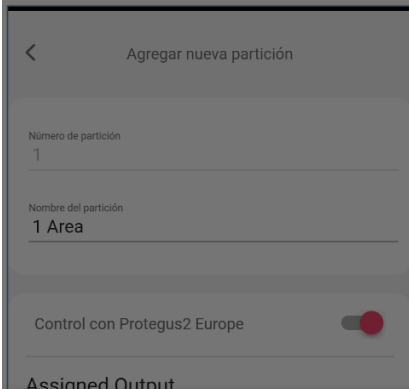 Agregar nueva partición
Número de partición
1
Nombre del partición
1 Area
Control con Protegus2 Europe
Assigned Output